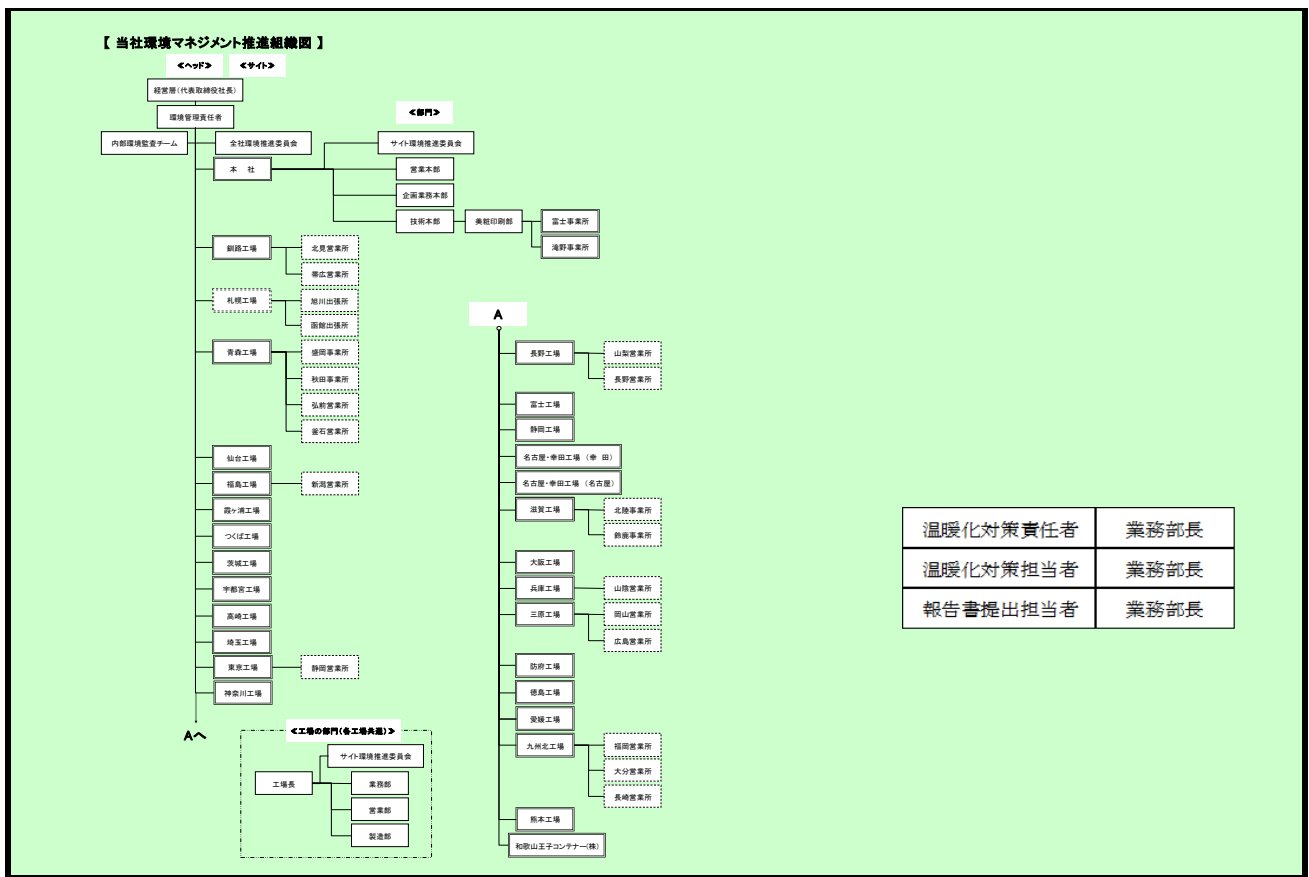 【 当社環境マネジメント推進組織図 】
≪ヘッド≫ ≪サイト≫
経営層(代表取締役社長)
環境管理責任者
≪部門≫
内部環境監査チーム 全社環境推進委員会 サイト環境推進委員会
本 社 営業本部
企画業務本部
技術本部 美粧印刷部 富士事業所
滝野事業所
釧路工場 北見営業所
帯広営業所
札幌工場 旭川出張所
函館出張所
青森工場 盛岡事業所
秋田事業所
弘前営業所
釜石営業所
仙台工場
福島工場 新潟営業所
霞ヶ浦工場
つくば工場
茨城工場
宇都宮工場
高崎工場
埼玉工場
東京工場 静岡営業所
神奈川工場
Aへ
≪工場の部門(各工場共通)≫
サイト環境推進委員会
工場長 業務部
営業部
製造部
A
長野工場 山梨営業所
長野営業所
富士工場
静岡工場
名古屋・幸田工場 (幸 田)
名古屋・幸田工場 (名古屋)
滋賀工場 北陸事業所
鈴鹿事業所
大阪工場
兵庫工場 山陰営業所
三原工場 岡山営業所
広島営業所
防府工場
徳島工場
愛媛工場
九州北工場 福岡営業所
大分営業所
長崎営業所
熊本工場
和歌山王子コンテナー(株)
温暖化対策責任者 業務部長
温暖化対策担当者 業務部長
報告書提出担当者 業務部長